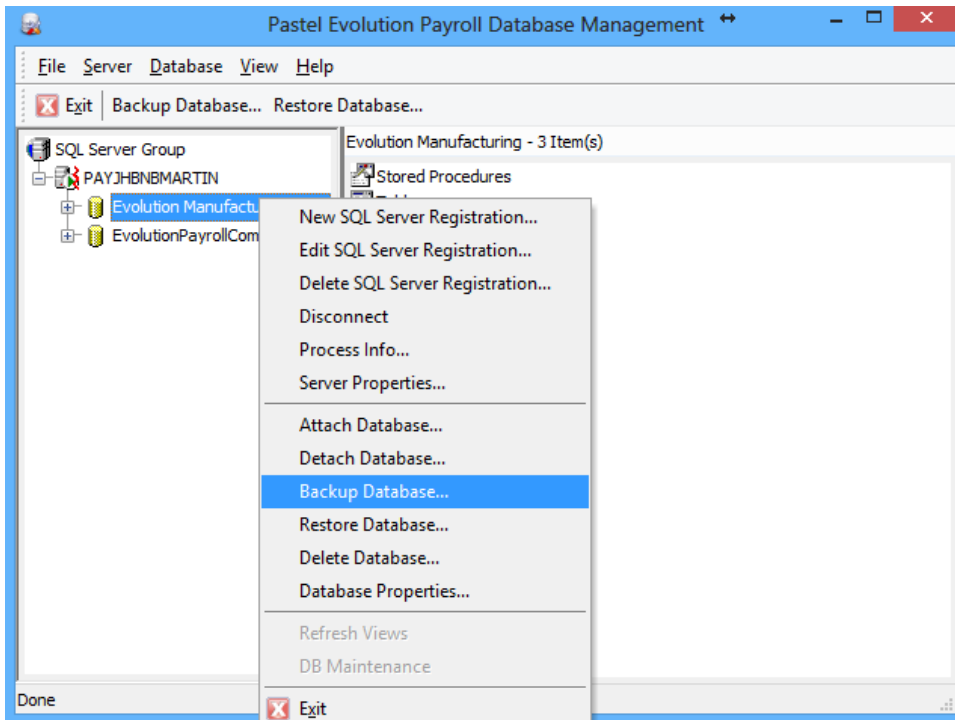 Pastel Evolution Payroll Database Management
File Server Database View Help
Exit Backup Database... Restore Database...
SQL Server Group
PAYJHBNBMARTIN
Evolution Manufactu
EvolutionPayrollCom
Evolution Manufacturing - 3 Item(s)
Stored Procedures
New SQL Server Registration...
Edit SQL Server Registration...
Delete SQL Server Registration...
Disconnect
Process Info...
Server Properties...
Attach Database...
Detach Database...
Backup Database...
Restore Database...
Delete Database...
Database Properties...
Refresh Views
DB Maintenance
Exit
Done